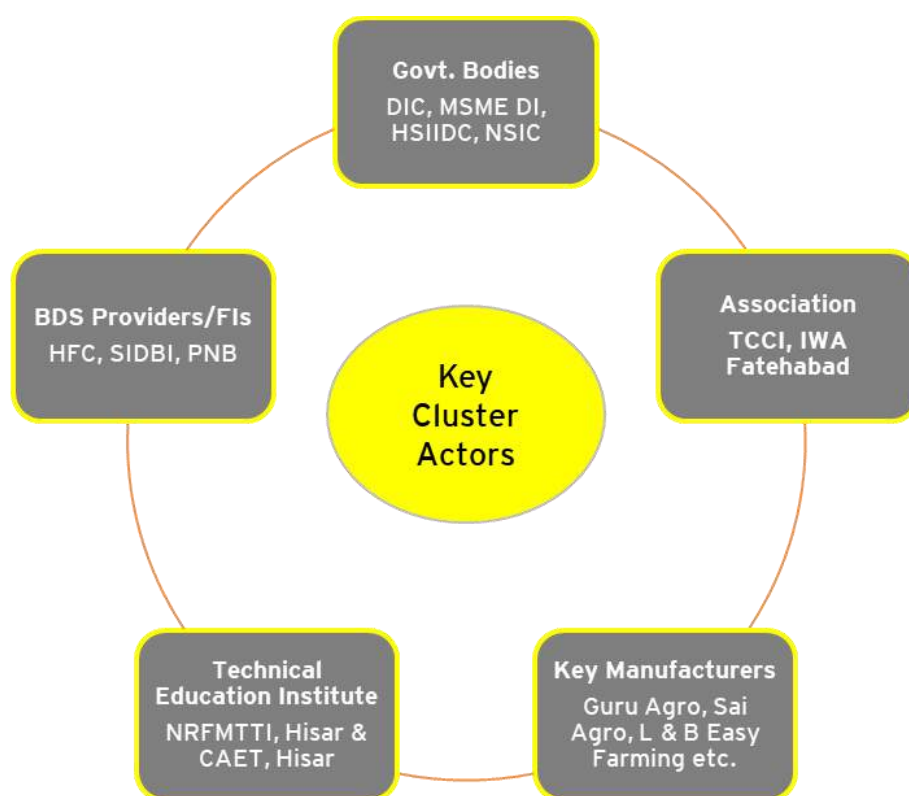 Govt. Bodies
DIC, MSME DI,
HSIIDC, NSIC
BDS Providers/FIs
HFC, SIDBI, PNB
Association
TCCI, IWA
Fatehabad
Key
Cluster
Actors
Technical
Education Institute
NRFMTTI, Hisar &
CAET, Hisar
Key Manufacturers
Guru Agro, Sai
Agro, L & B Easy
Farming etc.